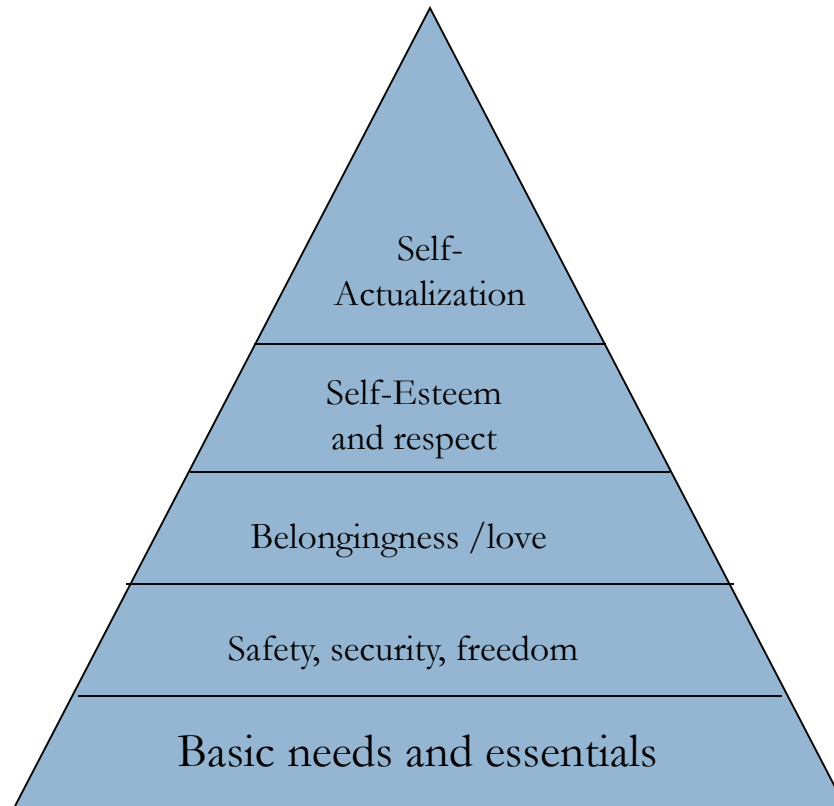 Self-
Actualization
Self-Esteem
and respect
Belongingness /love
Safety, security, freedom
Basic needs and essentials